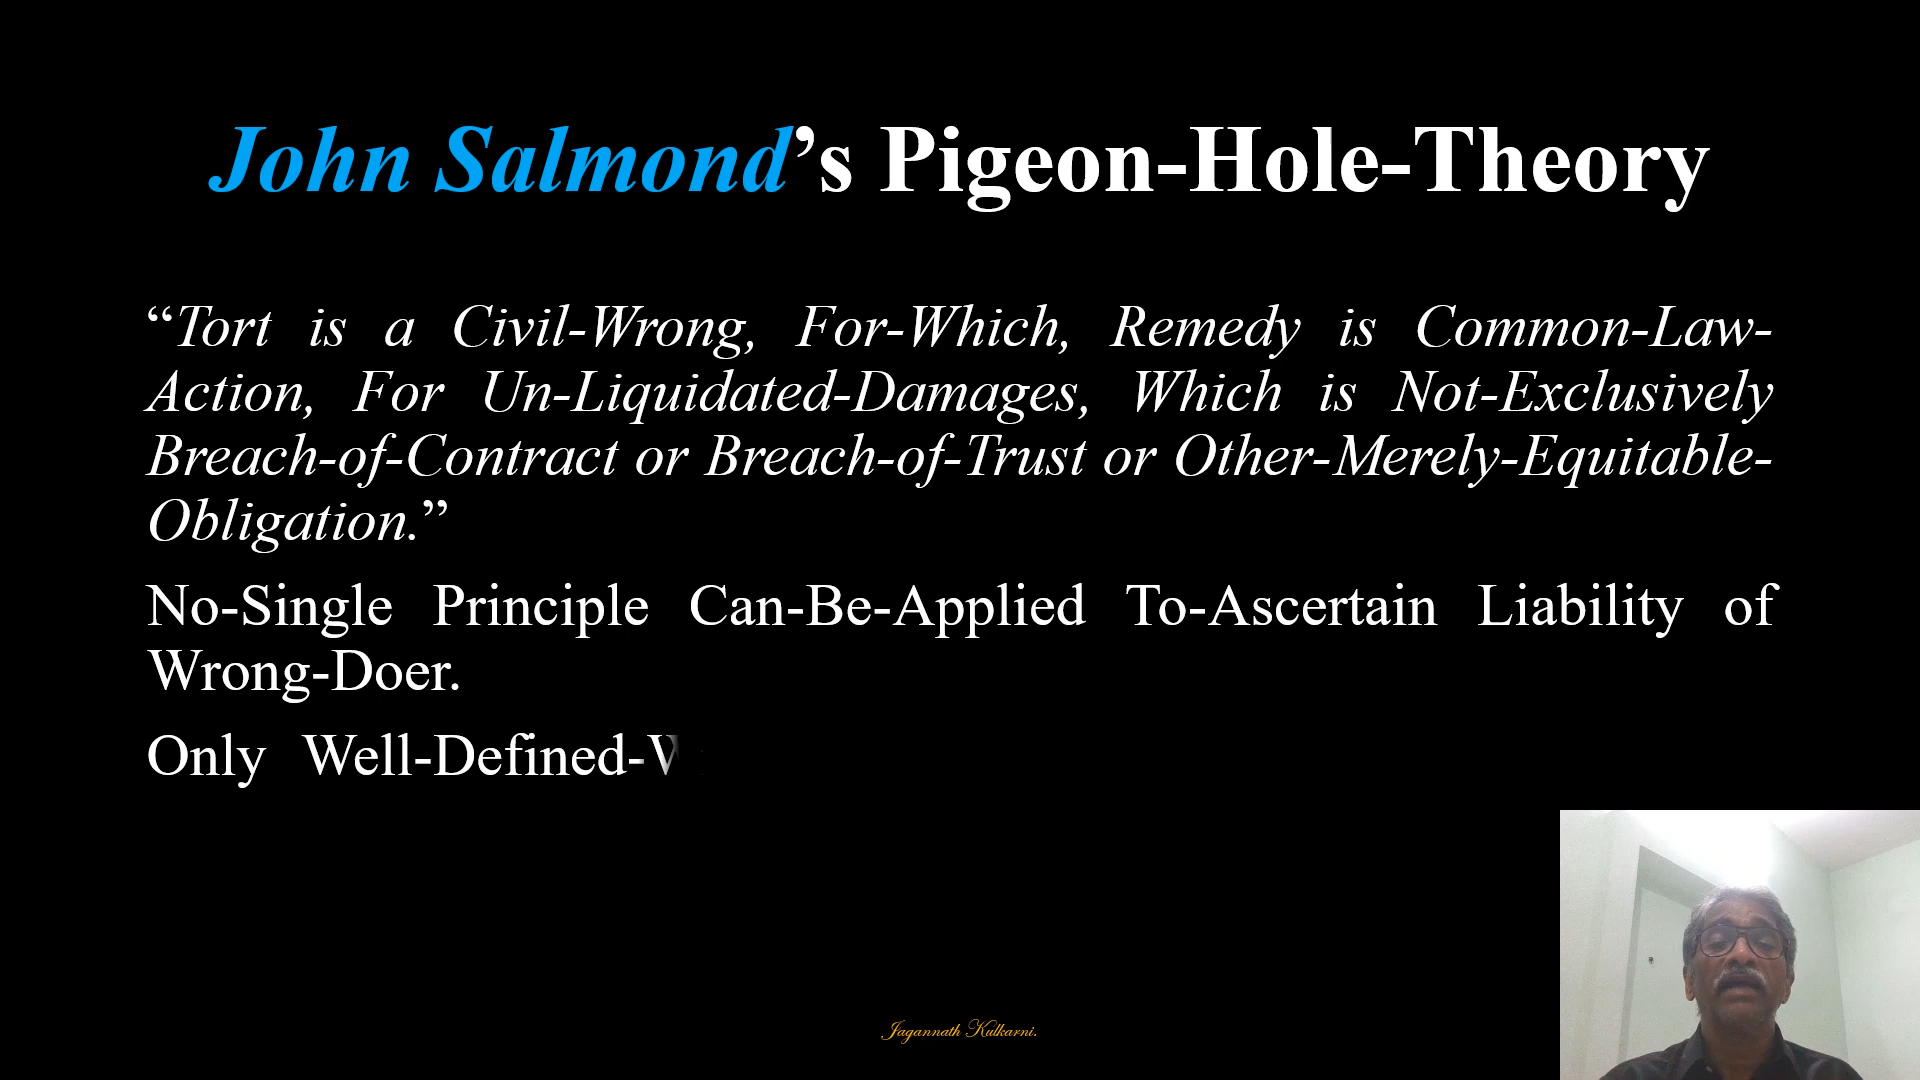 John Salmond’s Pigeon-Hole-Theory
“Tort is a Civil-Wrong, For-Which, Remedy is Common-Law-
Action, For Un-Liquidated-Damages, Which is Not-Exclusively
Breach-of-Contract or Breach-of-Trust or Other-Merely-Equitable-
Obligation.”
No-Single Principle Can-Be-Applied To-Ascertain Liability of
Wrong-Doer.
Only Well-Defined-
Jagannath Kulkarni.